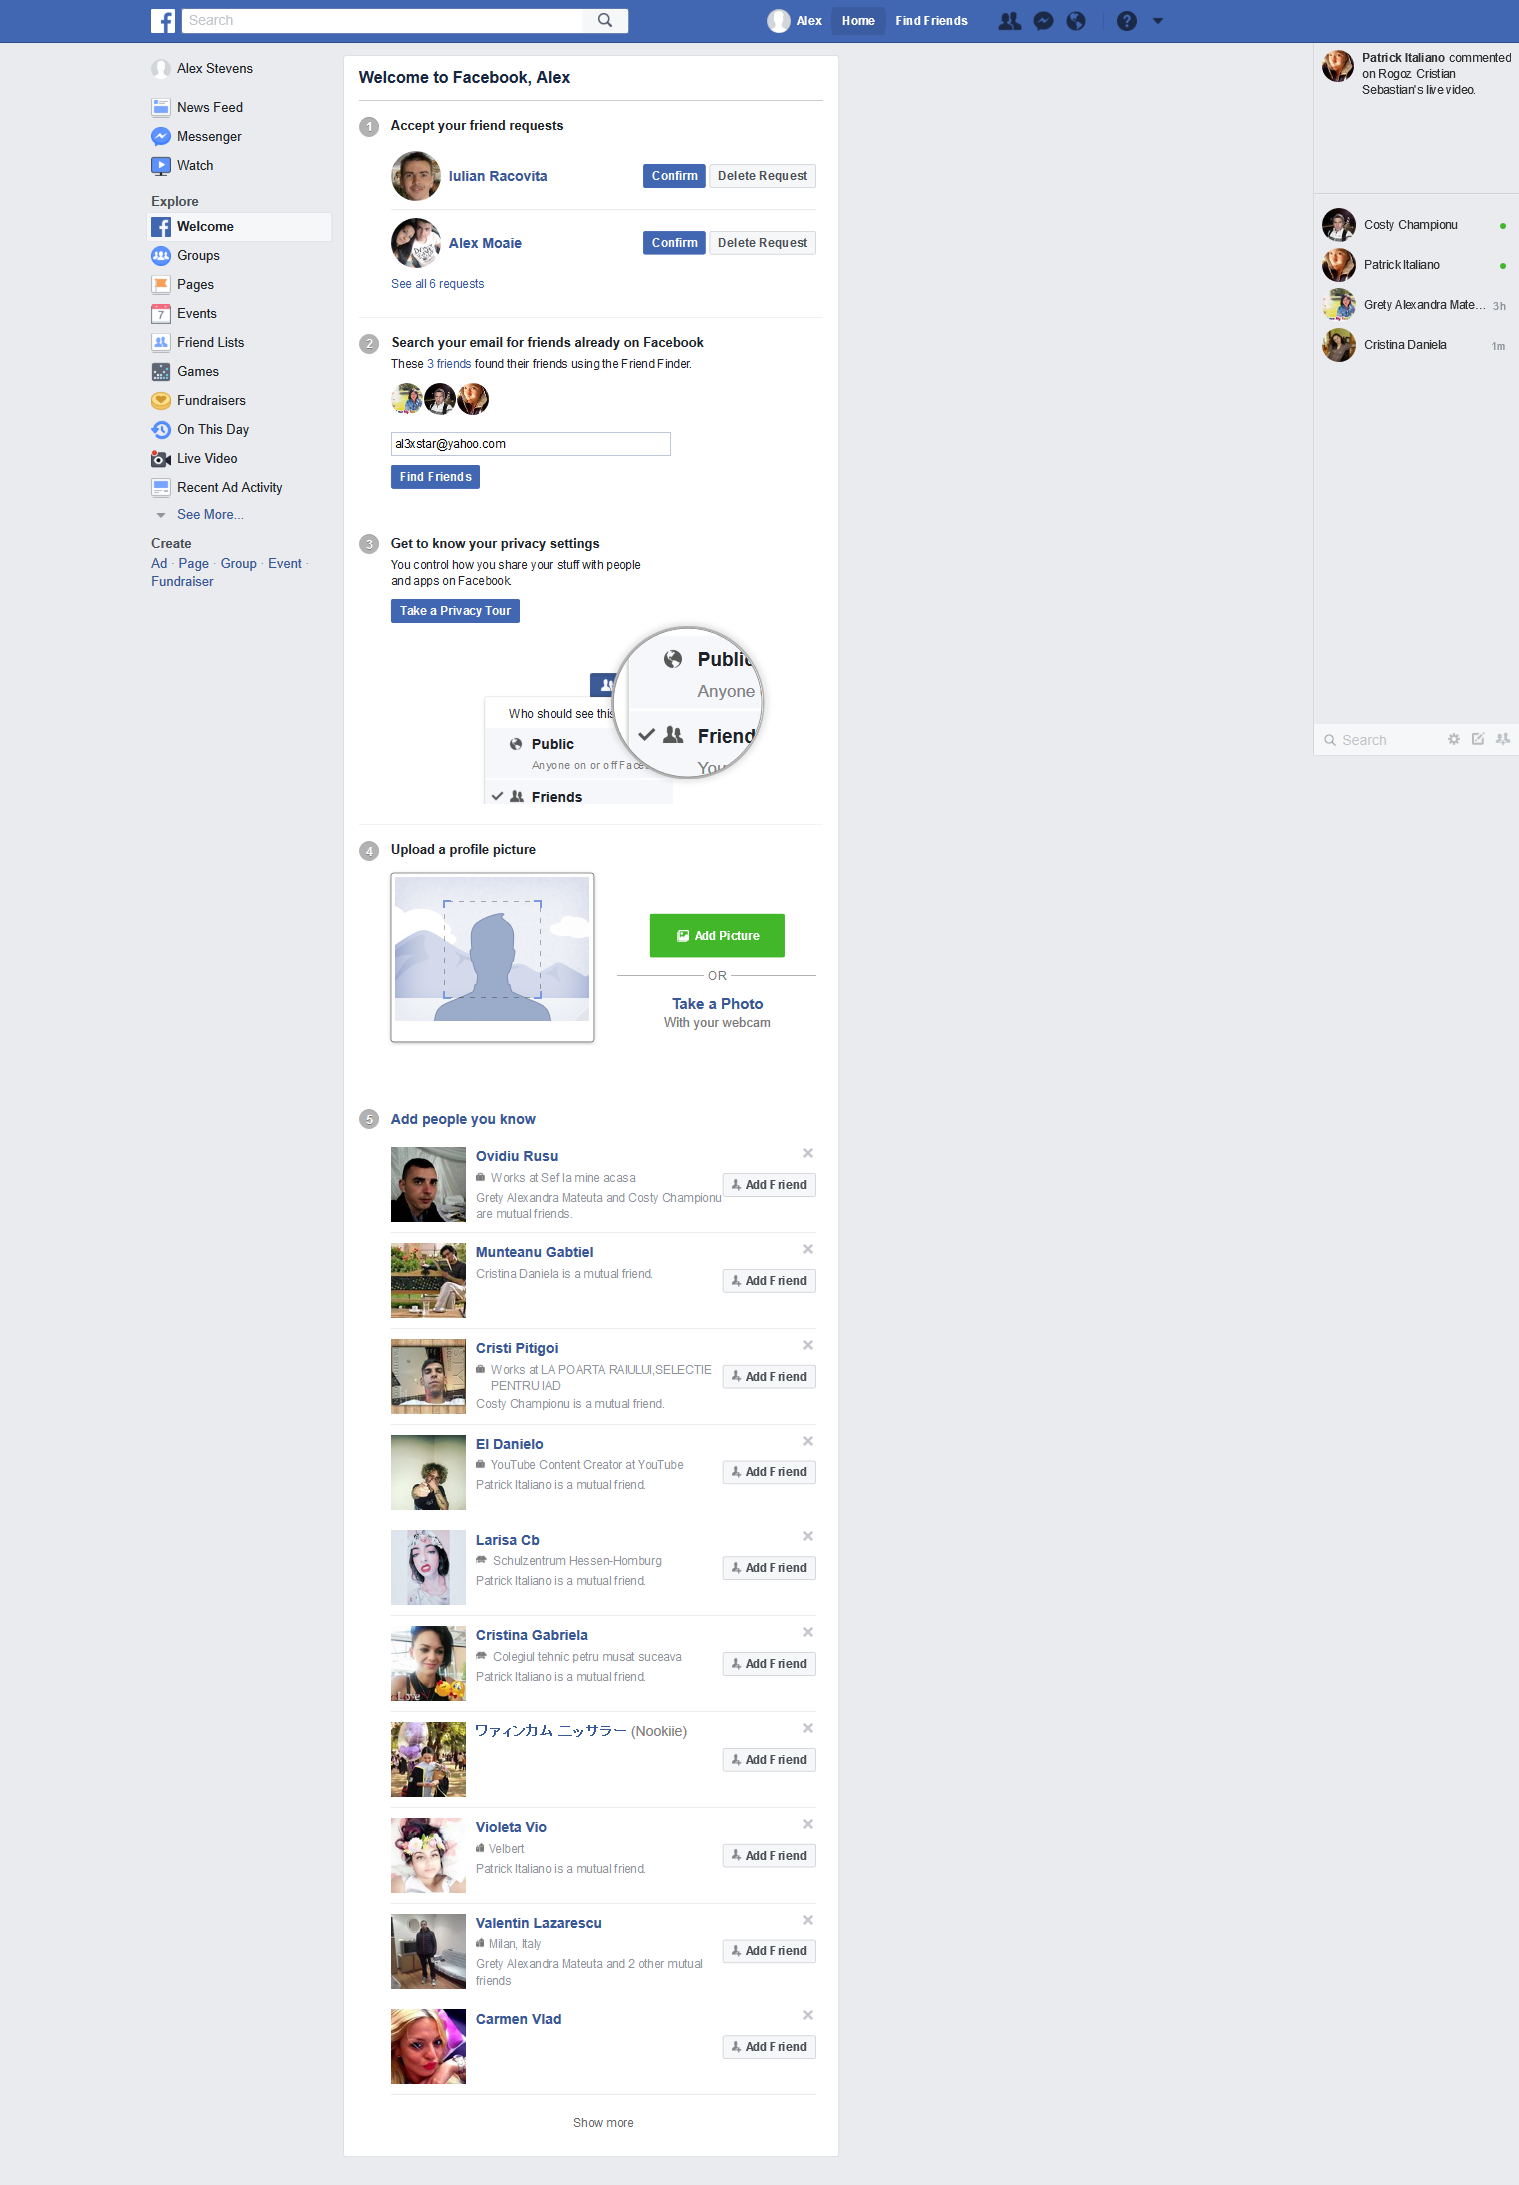 Search
Alex
Home
Find Friends
Alex Stevens
News Feed
Messenger
Watch
Explore
Welcome
Groups
Pages
7
Events
Friend Lists
Games
Fundraisers
On This Day
Live Video
Recent Ad Activity
See More...
Create
Ad · Page · Group · Event ·
Fundraiser
Welcome to Facebook, Alex
1 Accept your friend requests
Iulian Racovita
Confirm
Delete Request
Alex Moaie
Confirm
Delete Request
See all 6 requests
2 Search your email for friends already on Facebook
These 3 friends found their friends using the Friend Finder.
al3xstar@yahoo.com
Find Friends
3 Get to know your privacy settings
You control how you share your stuff with people
and apps on Facebook.
Take a Privacy Tour
Who should see this
Public
Anyone on or off Face
Friends
Public
Anyone
Friend
You
4 Upload a profile picture
Add Picture
OR
Take a Photo
With your webcam
5 Add people you know
Ovidiu Rusu
Works at Sef la mine acasa
Grety Alexandra Mateuta and Costy Championu
are mutual friends.
Add Friend
Munteanu Gabtiel
Cristina Daniela is a mutual friend.
Add Friend
Cristi Pitigoi
Works at LA POARTA RAIULUI,SELECTIE
PENTRU IAD
Costy Championu is a mutual friend.
Add Friend
El Danielo
YouTube Content Creator at YouTube
Patrick Italiano is a mutual friend.
Add Friend
Larisa Cb
Schulzentrum Hessen-Homburg
Patrick Italiano is a mutual friend.
Add Friend
Cristina Gabriela
Colegiul tehnic petru musat suceava
Patrick Italiano is a mutual friend.
Add Friend
Love
ワァィンカム ニッサラー (Nookiie)
Add Friend
Violeta Vio
Velbert
Patrick Italiano is a mutual friend.
Add Friend
Valentin Lazarescu
Milan, Italy
Grety Alexandra Mateuta and 2 other mutual
friends
Add Friend
Carmen Vlad
Add Friend
Show more
Patrick Italiano commented
on Rogoz Cristian
Sebastian's live video.
Costy Championu
Patrick Italiano
Grety Alexandra Mate... 3h
Cristina Daniela 1m
Search